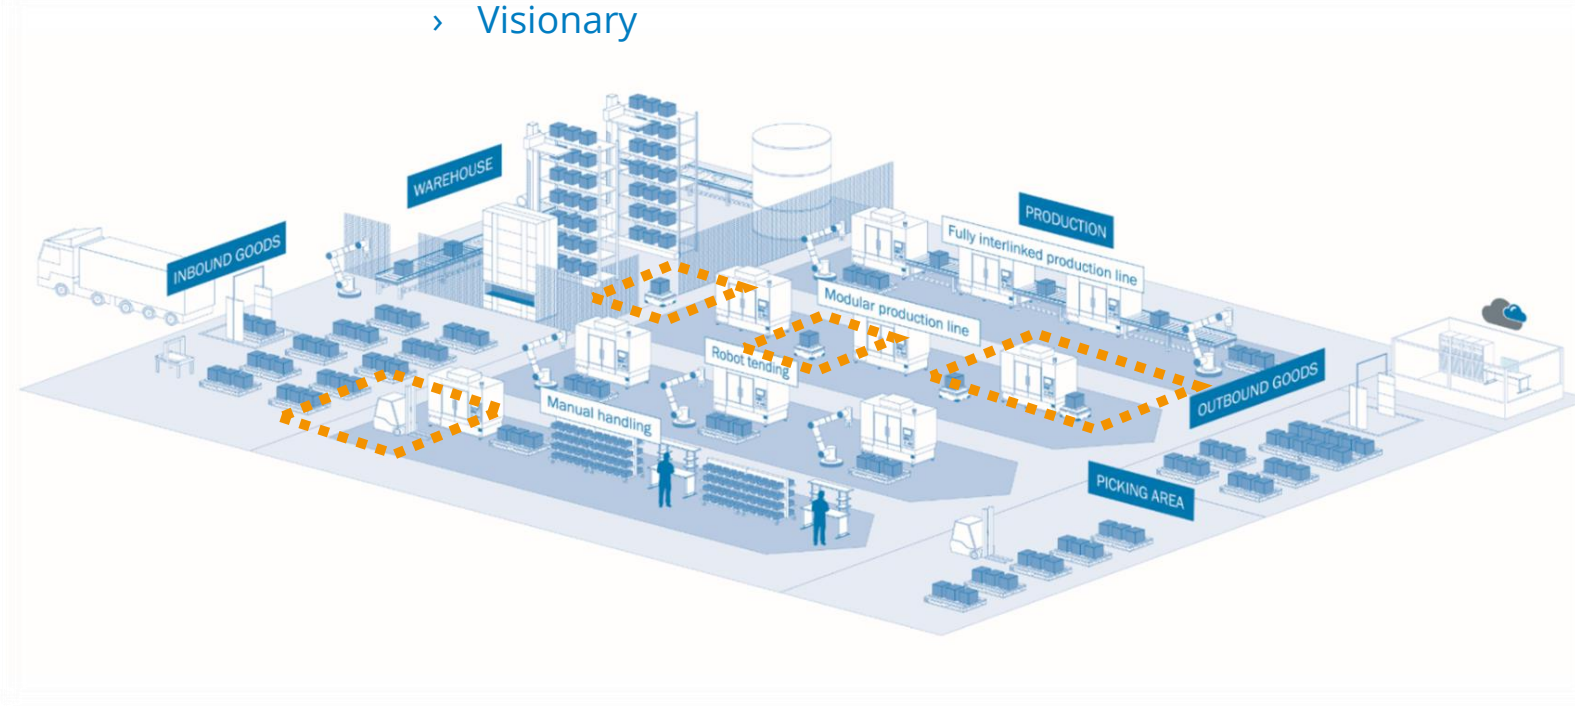 › Visionary
WAREHOUSE
INBOUND GOODS
PRODUCTION
Fully interlinked production line
Modular production line
Robot tending
Manual handling
OUTBOUND GOODS
PICKING AREA